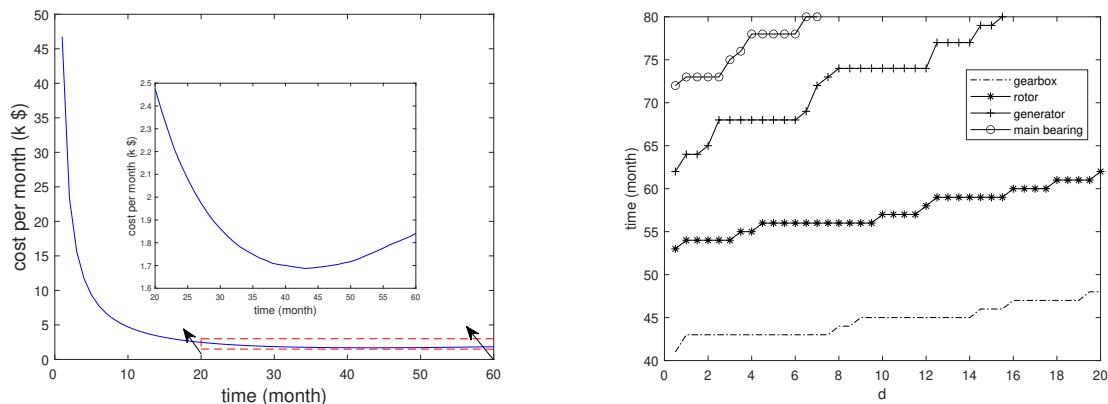 50
45
40
35
30
25
20
15
10
5
0
cost per month (k $)
0 10 20 30 40 50 60
time (month)
2.5
2.4
2.3
2.2
2.1
2
1.9
1.8
1.7
1.6
cost per month (k $)
20 25 30 35 40 45 50 55 60
time (month)
80
75
70
65
60
55
50
45
40
time (month)
0 2 4 6 8 10 12 14 16 18 20
d
gearbox
rotor
generator
main bearing